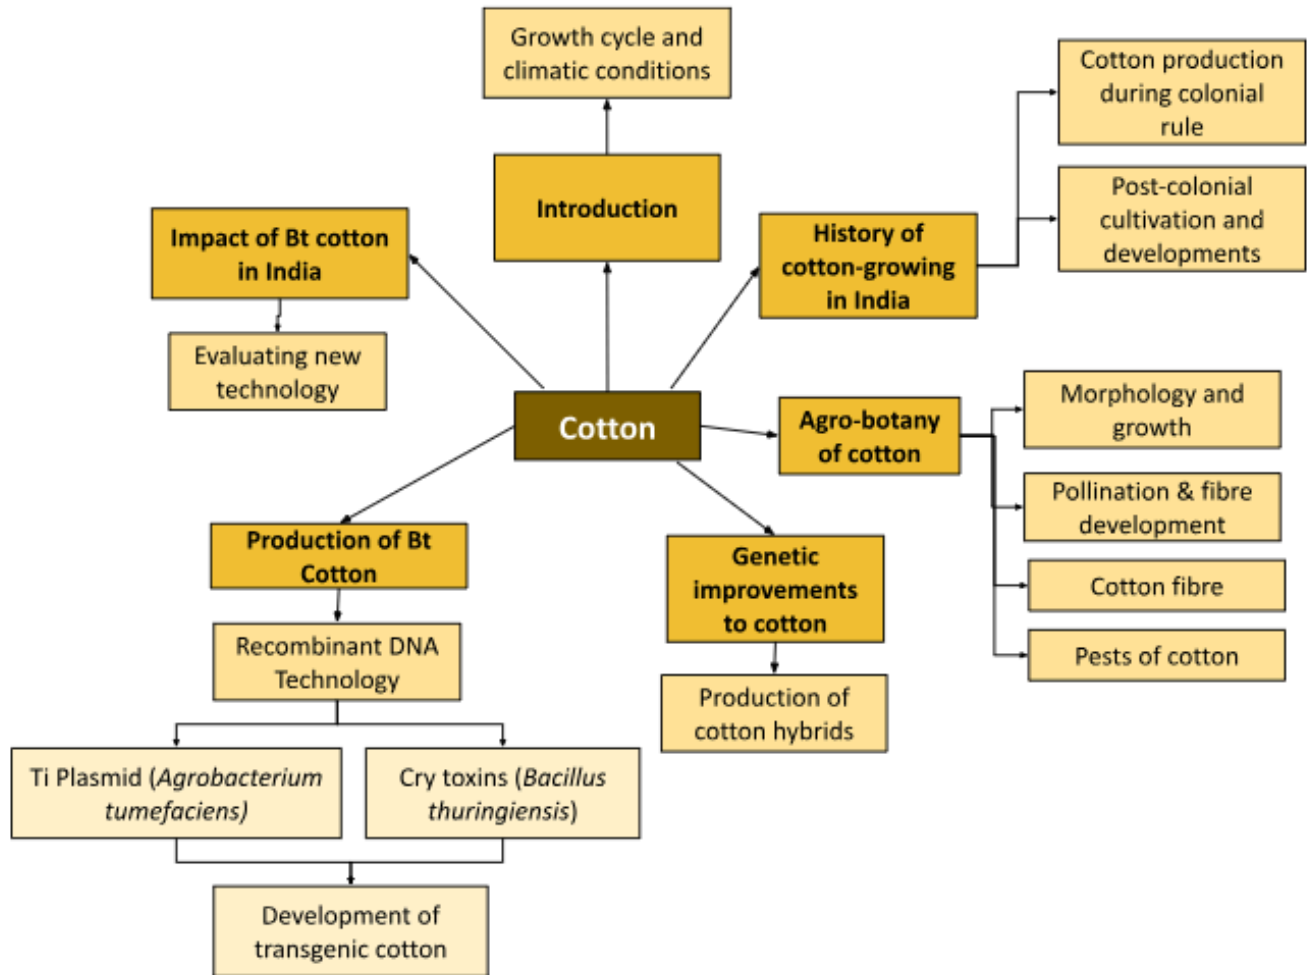 Growth cycle and
climatic conditions
Cotton production
during colonial
rule
Introduction
Post-colonial
cultivation and
developments
Impact of Bt cotton
in India
History of
cotton-growing
in India
Evaluating new
technology
Cotton
Agro-botany
of cotton
Morphology and
growth
Pollination & fibre
development
Cotton fibre
Pests of cotton
Production of Bt
Cotton
Genetic
improvements
to cotton
Recombinant DNA
Technology
Production of
cotton hybrids
Ti Plasmid (Agrobacterium
tumefaciens)
Cry toxins (Bacillus
thuringiensis)
Development of
transgenic cotton